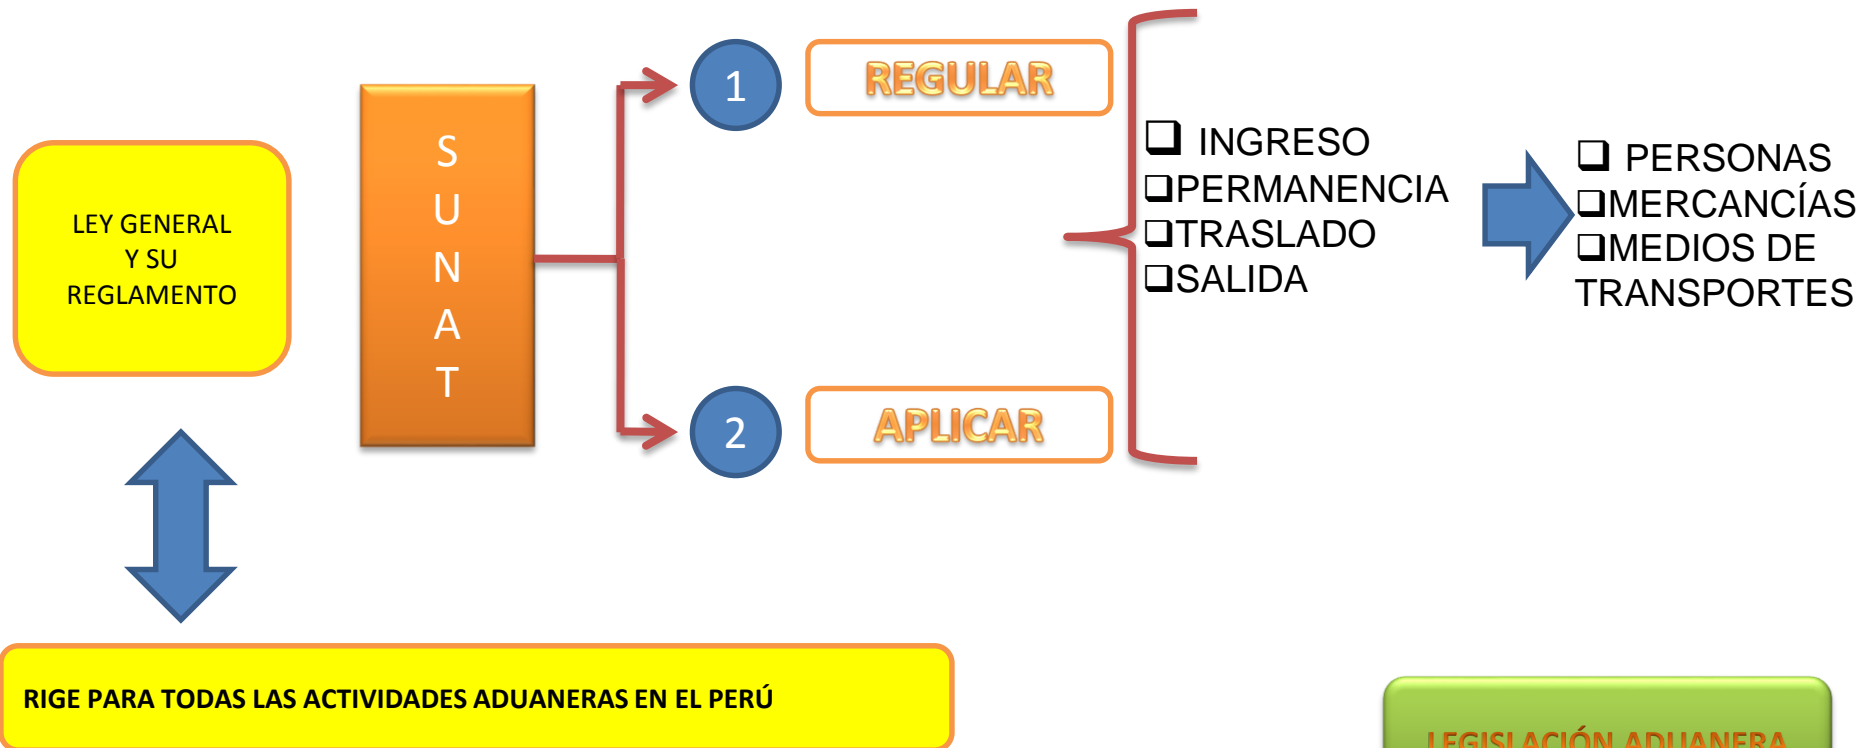 LEY GENERAL
Y SU
REGLAMENTO
S
U
N
A
T
1
REGULAR
2
APLICAR
❑ INGRESO
❑PERMANENCIA
❑TRASLADO
❑SALIDA
❑ PERSONAS
❑MERCANCÍAS
❑MEDIOS DE
TRANSPORTES
RIGE PARA TODAS LAS ACTIVIDADES ADUANERAS EN EL PERÚ
LEGISLACIÓN ADUANERA